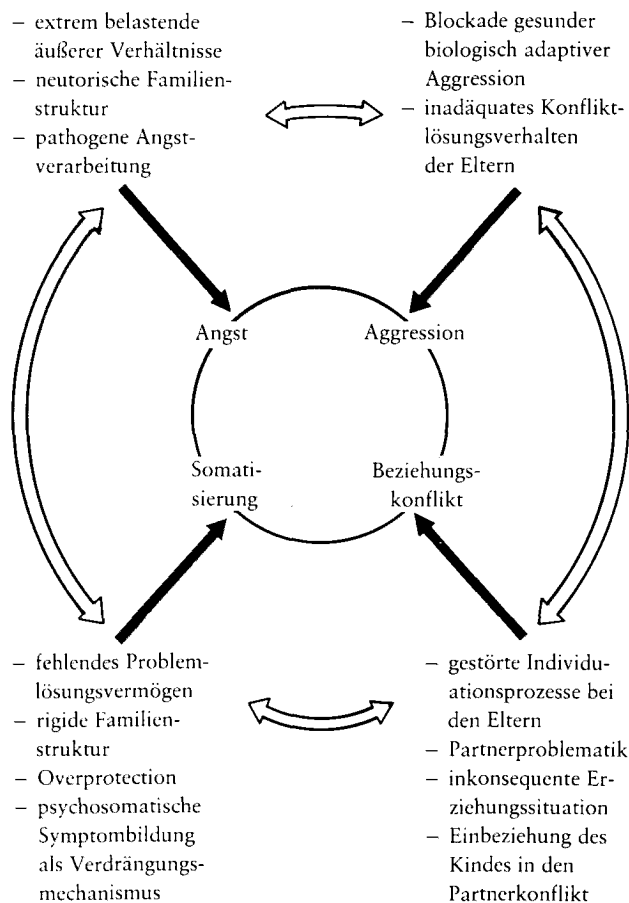 – extrem belastende
äußerer Verhältnisse
– neutorische Familien-
struktur
– pathogene Angst-
verarbeitung
– Blockade gesunder
biologisch adaptiver
Aggression
– inadäquates Konflikt-
lösungsverhalten
der Eltern
Angst
Aggression
Somati-
sierung
Beziehungs-
konflikt
– fehlendes Problem-
lösungsvermögen
– rigide Familien-
struktur
– Overprotection
– psychosomatische
Symptombildung
als Verdrängungs-
mechanismus
– gestörte Individu-
ationsprozesse bei
den Eltern
– Partnerproblematik
– inkonsequente Er-
ziehungssituation
– Einbeziehung des
Kindes in den
Partnerkonflikt